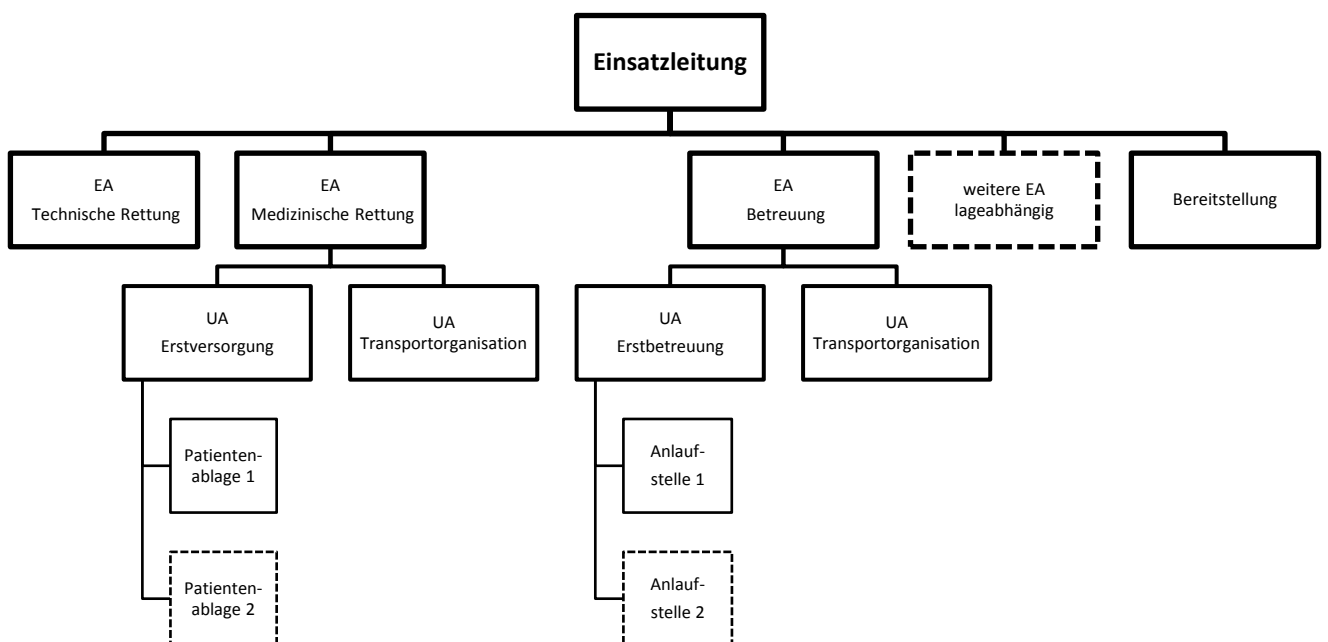 Einsatzleitung
EA
Technische Rettung
EA
Medizinische Rettung
EA
Betreuung
weitere EA
lageabhängig
Bereitstellung
UA
Erstversorgung
UA
Transportorganisation
UA
Erstbetreuung
UA
Transportorganisation
Patienten-
ablage 1
Anlauf-
stelle 1
Patienten-
ablage 2
Anlauf-
stelle 2